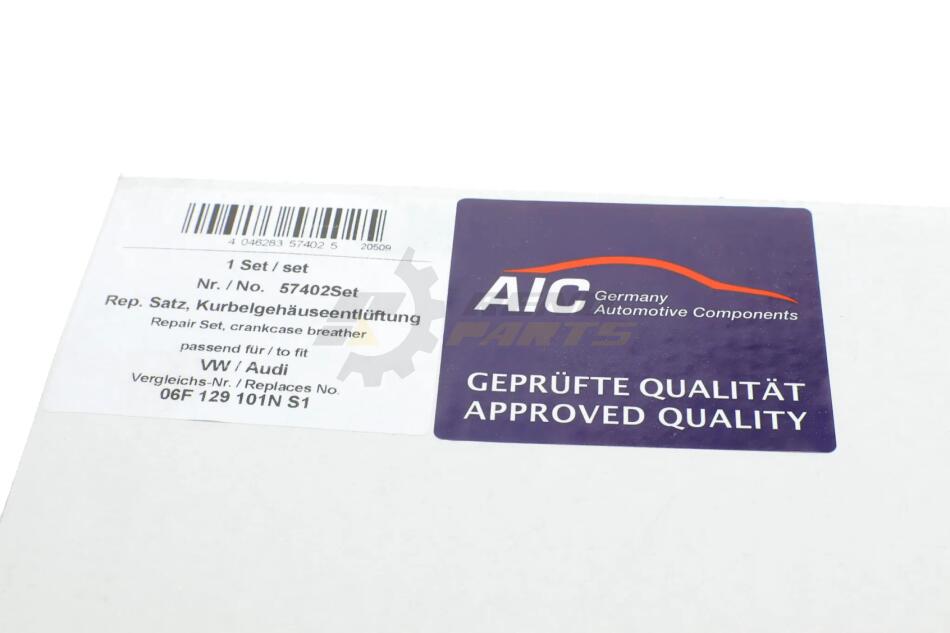 4 046283 57402 5 20509
1 Set / set
Nr. / No. 57402Set
Rep. Satz, Kurbelgehäuseentlüftung
Repair Set, crankcase breather
passend für / to fit
VW / Audi
Vergleichs-Nr. / Replaces No.
06F 129 101N S1
AIC Germany
Automotive Components
GEPRÜFTE QUALITÄT
APPROVED QUALITY
PARTS